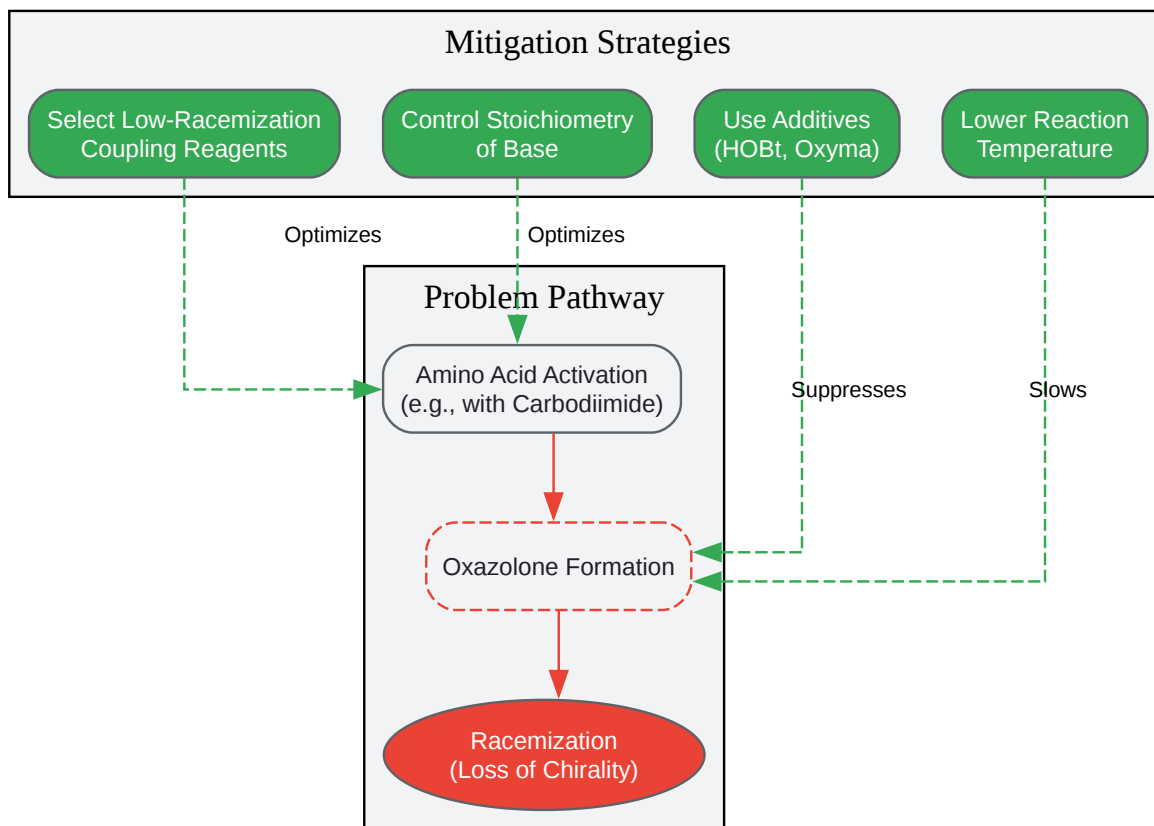 Mitigation Strategies
Select Low-Racemization
Coupling Reagents
Control Stoichiometry
of Base
Use Additives
(HOBt, Oxyma)
Lower Reaction
Temperature
Optimizes
Optimizes
Problem Pathway
Amino Acid Activation
(e.g., with Carbodiimide)
Suppresses
Slows
Oxazolone Formation
Racemization
(Loss of Chirality)